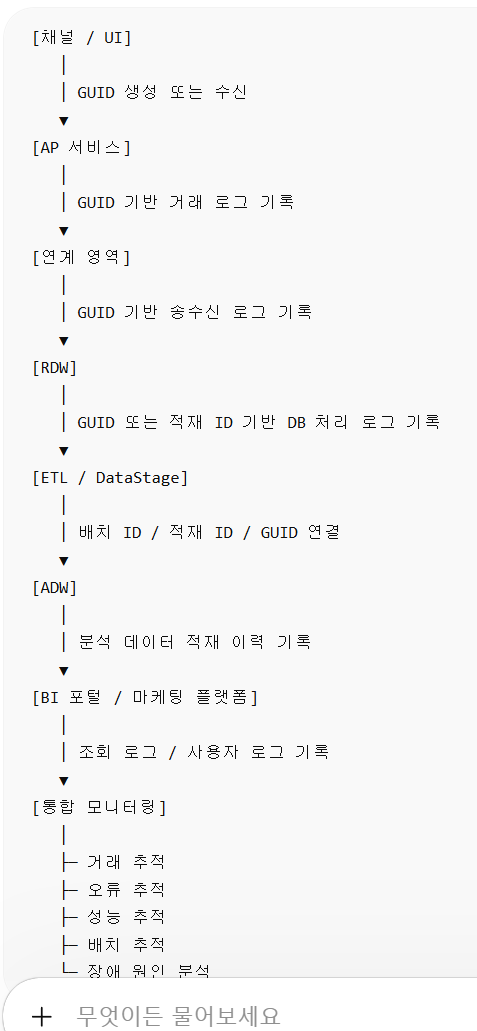 [채널 / UI]
│
│ GUID 생성 또는 수신
▼
[AP 서비스]
│
│ GUID 기반 거래 로그 기록
▼
[연계 영역]
│
│ GUID 기반 송수신 로그 기록
▼
[RDW]
│
│ GUID 또는 적재 ID 기반 DB 처리 로그 기록
▼
[ETL / DataStage]
│
│ 배치 ID / 적재 ID / GUID 연결
▼
[ADW]
│
│ 분석 데이터 적재 이력 기록
▼
[BI 포털 / 마케팅 플랫폼]
│
│ 조회 로그 / 사용자 로그 기록
▼
[통합 모니터링]
│
├─ 거래 추적
├─ 오류 추적
├─ 성능 추적
├─ 배치 추적
└─ 장애 원인 분석
+ 무엇이든 물어보세요